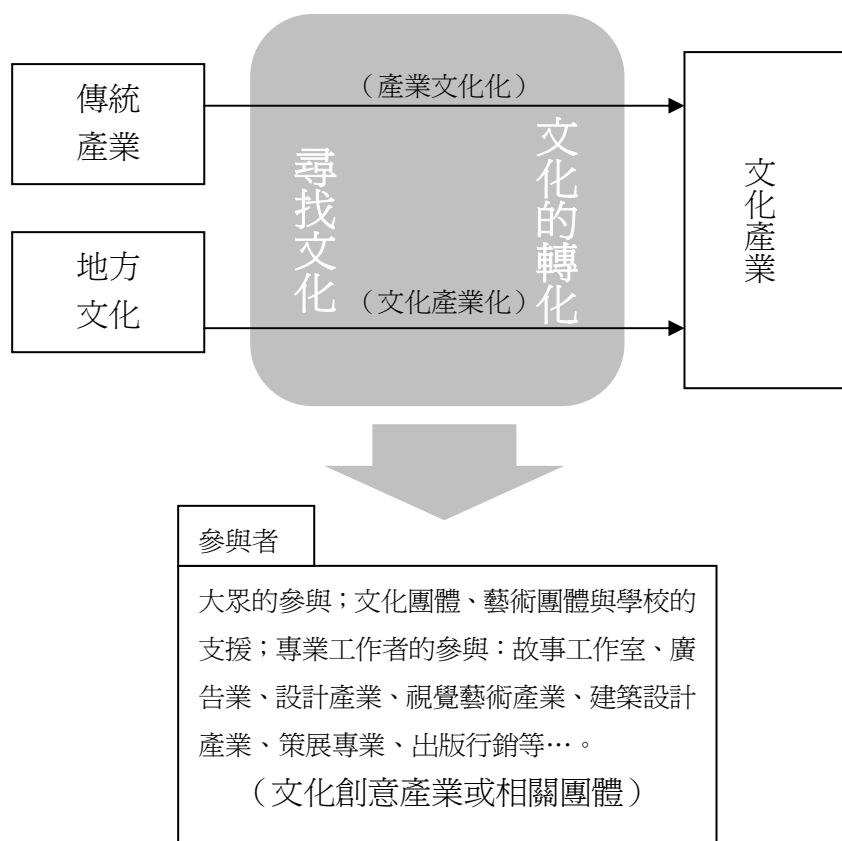 傳統
產業
地方
文化
(產業文化化)
尋找文化
文化的轉化
(文化產業化)
文化產業
參與者
大眾的參與;文化團體、藝術團體與學校的
支援;專業工作者的參與:故事工作室、廣
告業、設計產業、視覺藝術產業、建築設計
產業、策展專業、出版行銷等…。
(文化創意產業或相關團體)